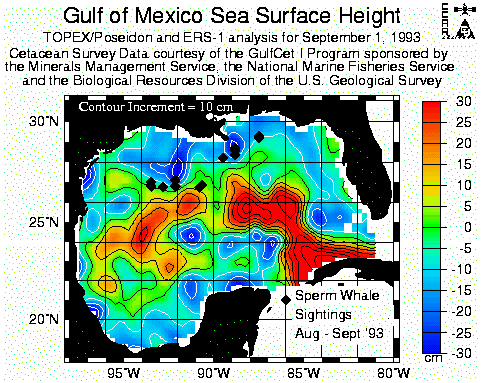 Gulf of Mexico Sea Surface Height
TOPEX/Poseidon and ERS-1 analysis for September 1, 1993
Cetacean Survey Data courtesy of the GulfCet I Program sponsored by
the Minerals Management Service, the National Marine Fisheries Service
and the Biological Resources Division of the U.S. Geological Survey
Contour Increment = 10 cm
30°N
25°N
20°N
95°W
90°W
85°W
80°W
Sperm Whale
Sightings
Aug - Sept '93
30
25
20
15
10
5
0
-5
-10
-15
-20
-25
-30
cm